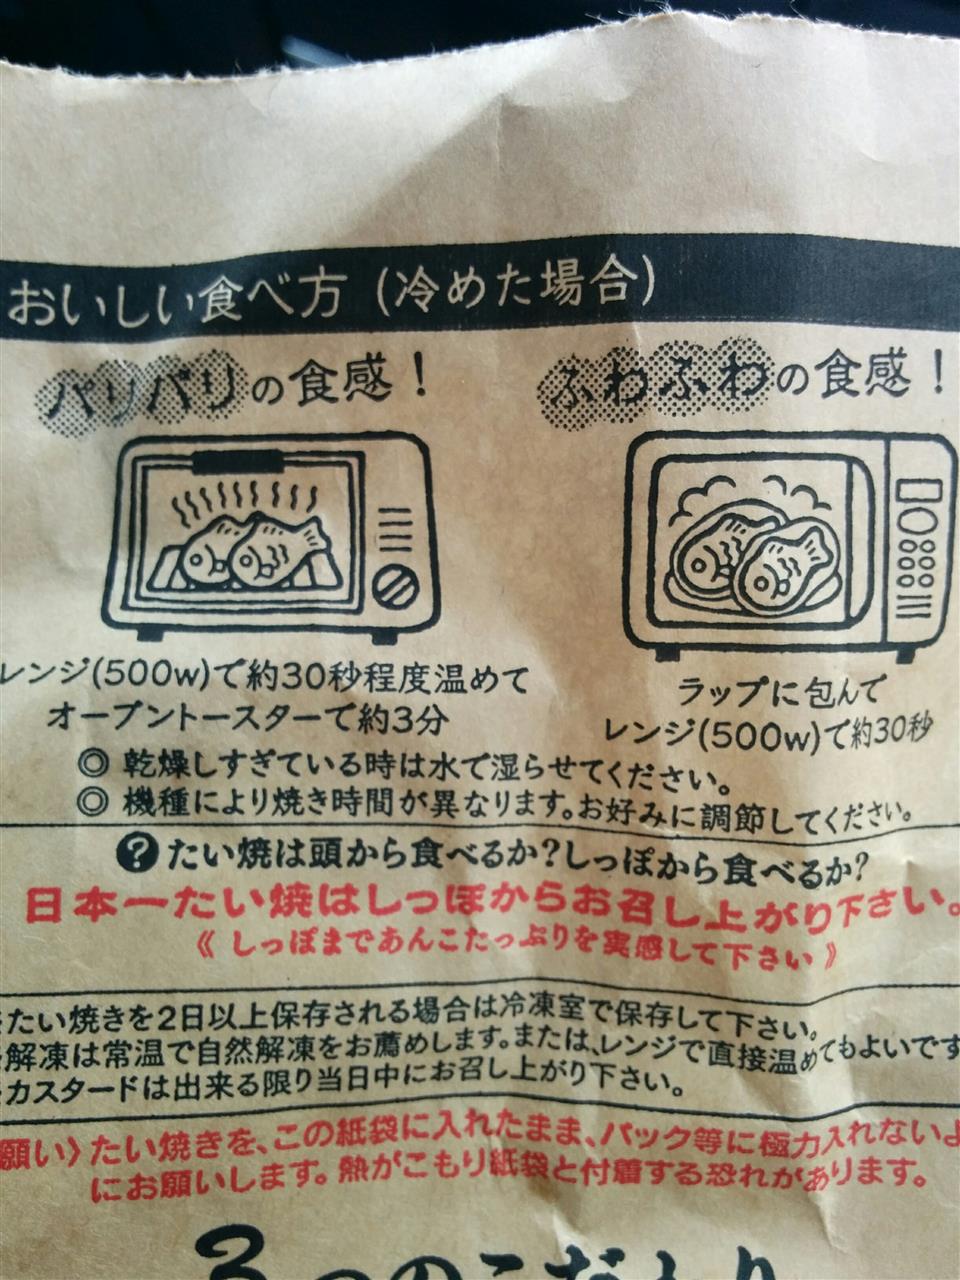 おいしい食べ方(冷めた場合)
パリパリの食感!
ふわふわの食感!
レンジ(500w)で約30秒程度温めて
オーブントースターで約3分
ラップに包んで
レンジ(500w)で約30秒
◎ 乾燥しすぎている時は水で湿らせてください。
◎ 機種により焼き時間が異なります。お好みに調節してください。
?たい焼は頭から食べるか?しっぽから食べるか?
日本一たい焼はしっぽからお召し上がり下さい。
《しっぽまであんこたっぷりを実感して下さい》
※たい焼きを2日以上保存される場合は冷凍室で保存して下さい。
※解凍は常温で自然解凍をお薦めします。または、レンジで直接温めてもよいです
※カスタードは出来る限り当日中にお召し上がり下さい。
願い〉たい焼きを、この紙袋に入れたまま、パック等に極力入れないよ
にお願いします。熱がこもり紙袋と付着する恐れがあります。
3つのこだわり